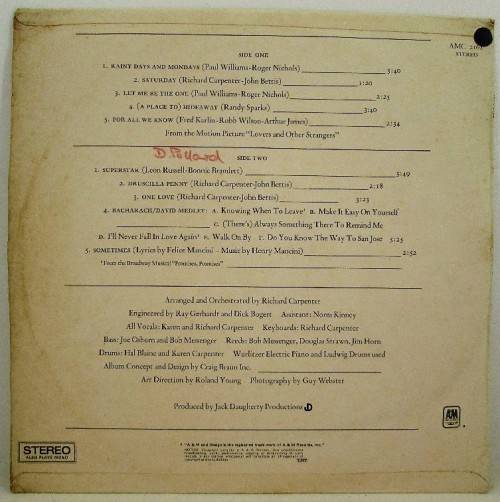 SIDE ONE
AMC
STEREO
1. RAINY DAYS AND MONDAYS (Paul Williams-Roger Nichols) 3:40
2. SATURDAY (Richard Carpenter-John Bettis) 1:20
3. LET ME BE THE ONE (Paul Williams-Roger Nichols) 2:25
4. (A PLACE TO) HIDEAWAY (Randy Sparks) 3:40
5. FOR ALL WE KNOW (Fred Karlin-Robb Wilson-Arthur James) 2:34
From the Motion Picture "Lovers and Other Strangers"
D. Pollard
SIDE TWO
1. SUPERSTAR (Leon Russell-Bonnie Bramlett) 3:49
2. DRUSCILLA PENNY (Richard Carpenter-John Bettis) 2:18
3. ONE LOVE (Richard Carpenter-John Bettis) 3:23
4. BACHARACH/DAVID MEDLEY: A. Knowing When To Leave* B. Make It Easy On Yourself
C. (There's) Always Something There To Remind Me
D. I'll Never Fall In Love Again* E. Walk On By F. Do You Know The Way To San Jose 5:25
5. SOMETIMES (Lyrics by Felice Mancini - Music by Henry Mancini) 2:52
*From the Broadway Musical "Promises, Promises"
Arranged and Orchestrated by Richard Carpenter
Engineered by Ray Gerhardt and Dick Bogert Assistant: Norm Kinney
All Vocals: Karen and Richard Carpenter Keyboards: Richard Carpenter
Bass: Joe Osborn and Bob Messenger Reeds: Bob Messenger, Douglas Strawn, Jim Horn
Drums: Hal Blaine and Karen Carpenter Wurlitzer Electric Piano and Ludwig Drums used
Album Concept and Design by Craig Braun Inc.
Art Direction by Roland Young Photography by Guy Webster
Produced by Jack Daugherty Productions JD
A&M
STEREO
ALSO PLAYS MONO